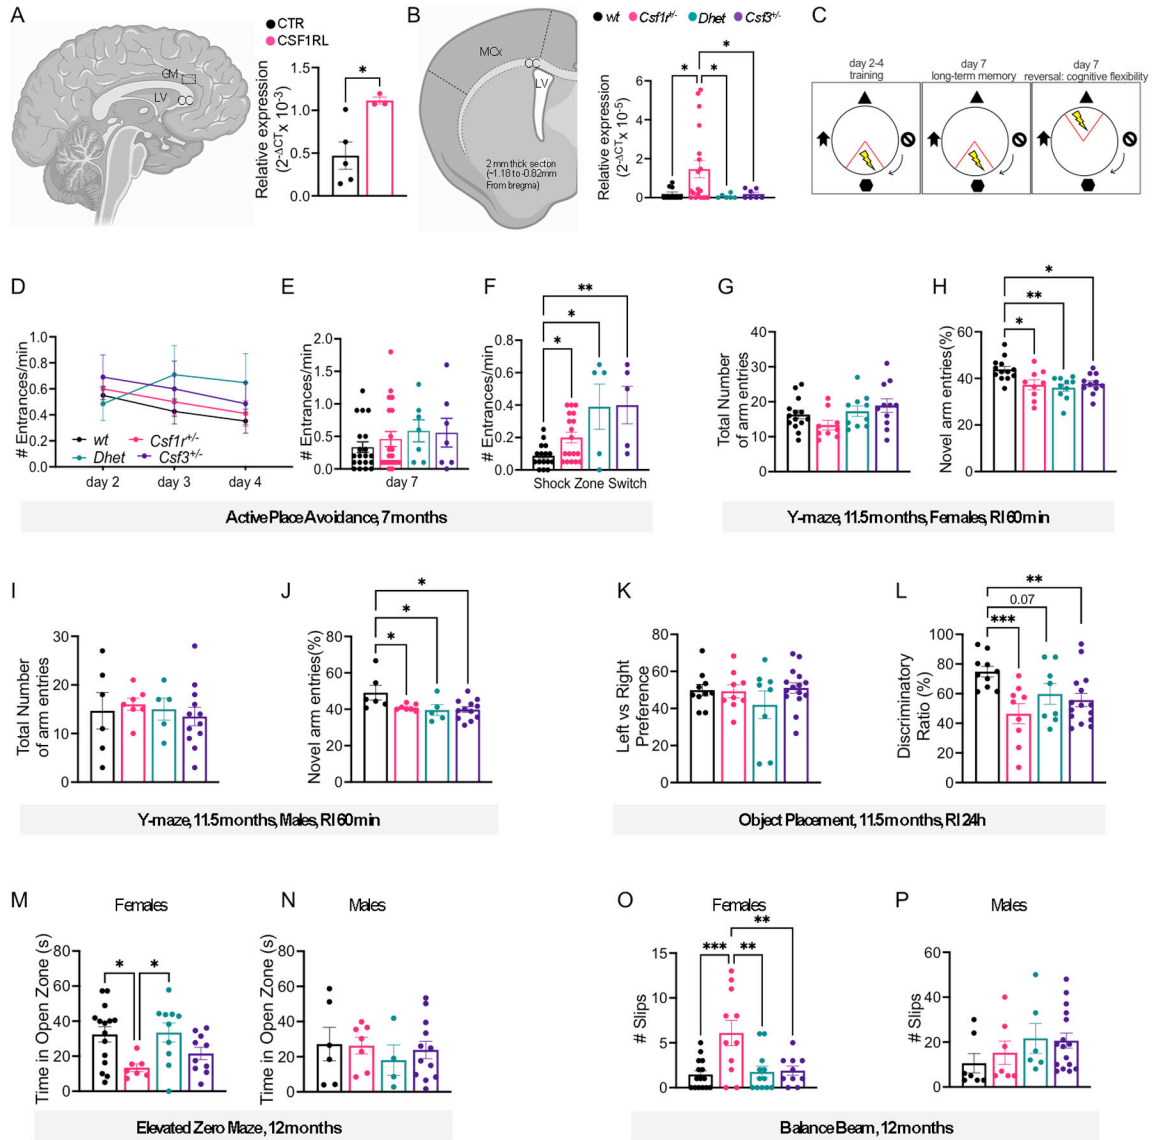 A
CTR
CSF1RL
GM
LV
CC
Relative expression
(2-ΔCT x 10-3)
1.5
1.0
0.5
0.0
*
B
MCx
CC
LV
2 mm thick secton
(~1.18 to -0.82mm
From bregma)
wt Csf1r+/- Dhet Csf3+/-
Relative expression
(2-ΔCT x 10-5)
6
4
2
0
* * *
C
day 2-4
training
day 7
long-term memory
day 7
reversal: cognitive flexibility
D
# Entrances/min
1.0
0.8
0.6
0.4
0.2
0.0
wt Csf1r+/-
Dhet Csf3+/-
day 2 day 3 day 4
E
# Entrances/min
2.0
1.5
1.0
0.5
0.0
day 7
F
# Entrances/min
0.8
0.6
0.4
0.2
0.0
**
*
*
Shock Zone Switch
Active Place Avoidance, 7 months
G
Total Number
of arm entries
40
30
20
10
0
H
Novel arm entries(%)
60
40
20
0
*
**
*
Y-maze, 11.5 months, Females, RI 60 min
I
Total Number
of arm entries
30
20
10
0
J
Novel arm entries(%)
80
60
40
20
0
*
*
*
Y-maze, 11.5 months, Males, RI 60 min
K
Left vs Right
Preference
80
60
40
20
0
L
Discriminatory
Ratio (%)
100
80
60
40
20
0
**
0.07
***
Object Placement, 11.5 months, RI 24h
M
Females
Time in Open Zone (s)
80
60
40
20
0
* *
N
Males
Time in Open Zone (s)
80
60
40
20
0
Elevated Zero Maze, 12 months
O
Females
# Slips
15
10
5
0
**
*** **
P
Males
# Slips
60
40
20
0
Balance Beam, 12 months